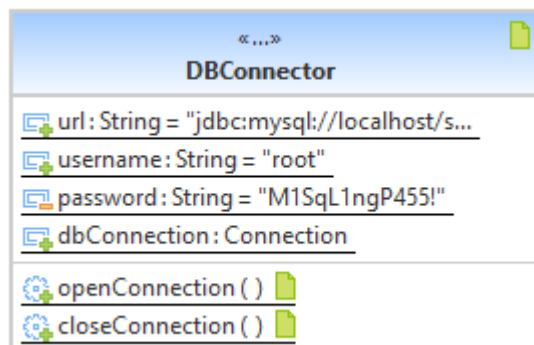 «...»
DBConnector
url : String = "jdbc:mysql://localhost/s...
username : String = "root"
password : String = "M1SqL1ngP455!"
dbConnection : Connection
openConnection ( )
closeConnection ( )